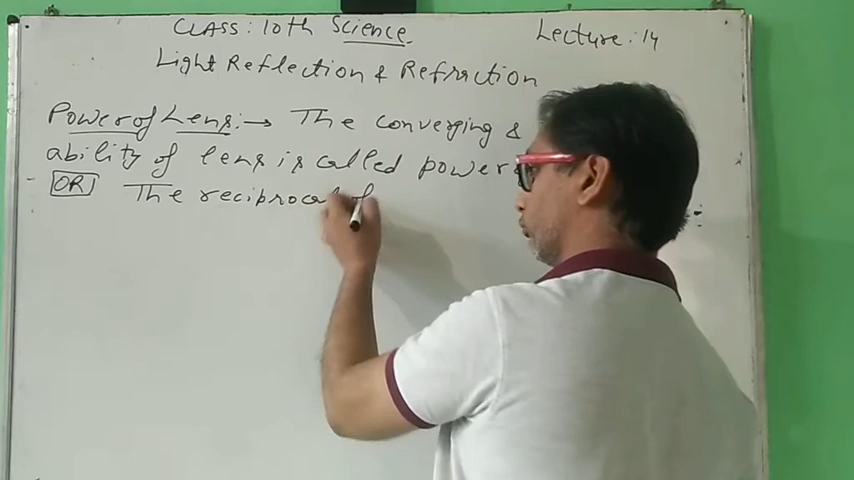 CLASS: 10th Science
Lecture: 14
Light Reflection & Refraction
Power of Lens:→ The converging &
ability of lens is called power
OR The reciprocal of